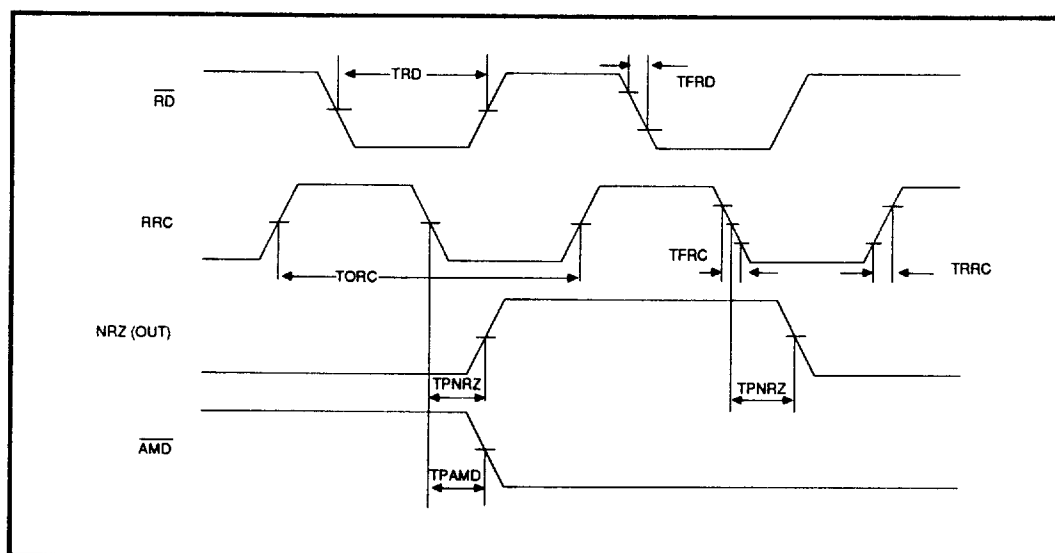 TRD
TFRD
RD
RRC
TFRC
TRRC
TORC
NRZ (OUT)
TPNRZ
TPNRZ
AMD
TPAMD